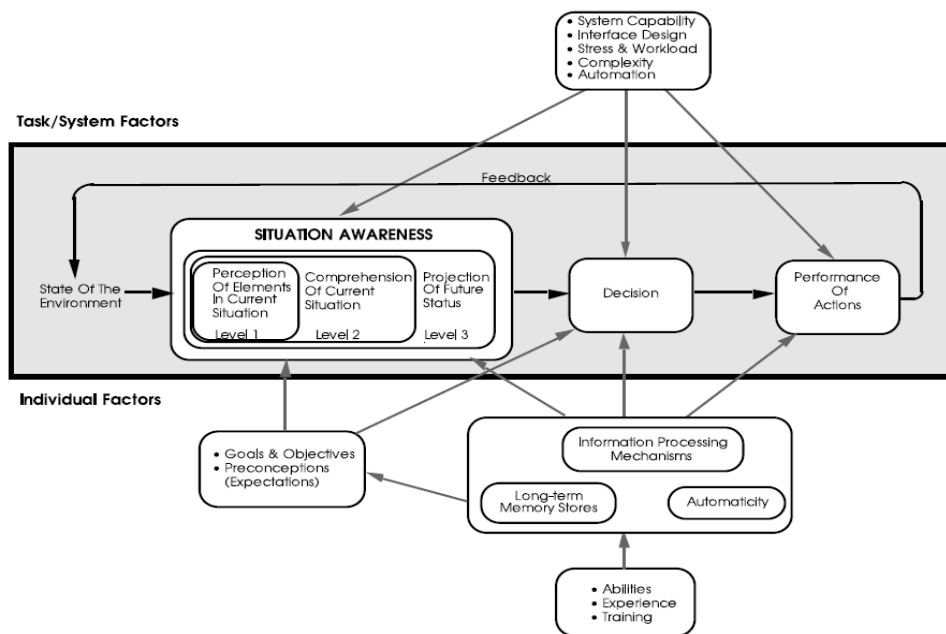 • System Capability
• Interface Design
• Stress & Workload
• Complexity
• Automation
Task/System Factors
Feedback
SITUATION AWARENESS
Perception
Of Elements
In Current
Situation
Level 1
Comprehension
Of Current
Situation
Level 2
Projection
Of Future
Status
Level 3
State Of The
Environment
Decision
Performance
Of
Actions
Individual Factors
• Goals & Objectives
• Preconceptions
(Expectations)
Information Processing
Mechanisms
Long-term
Memory Stores
Automaticity
• Abilities
• Experience
• Training